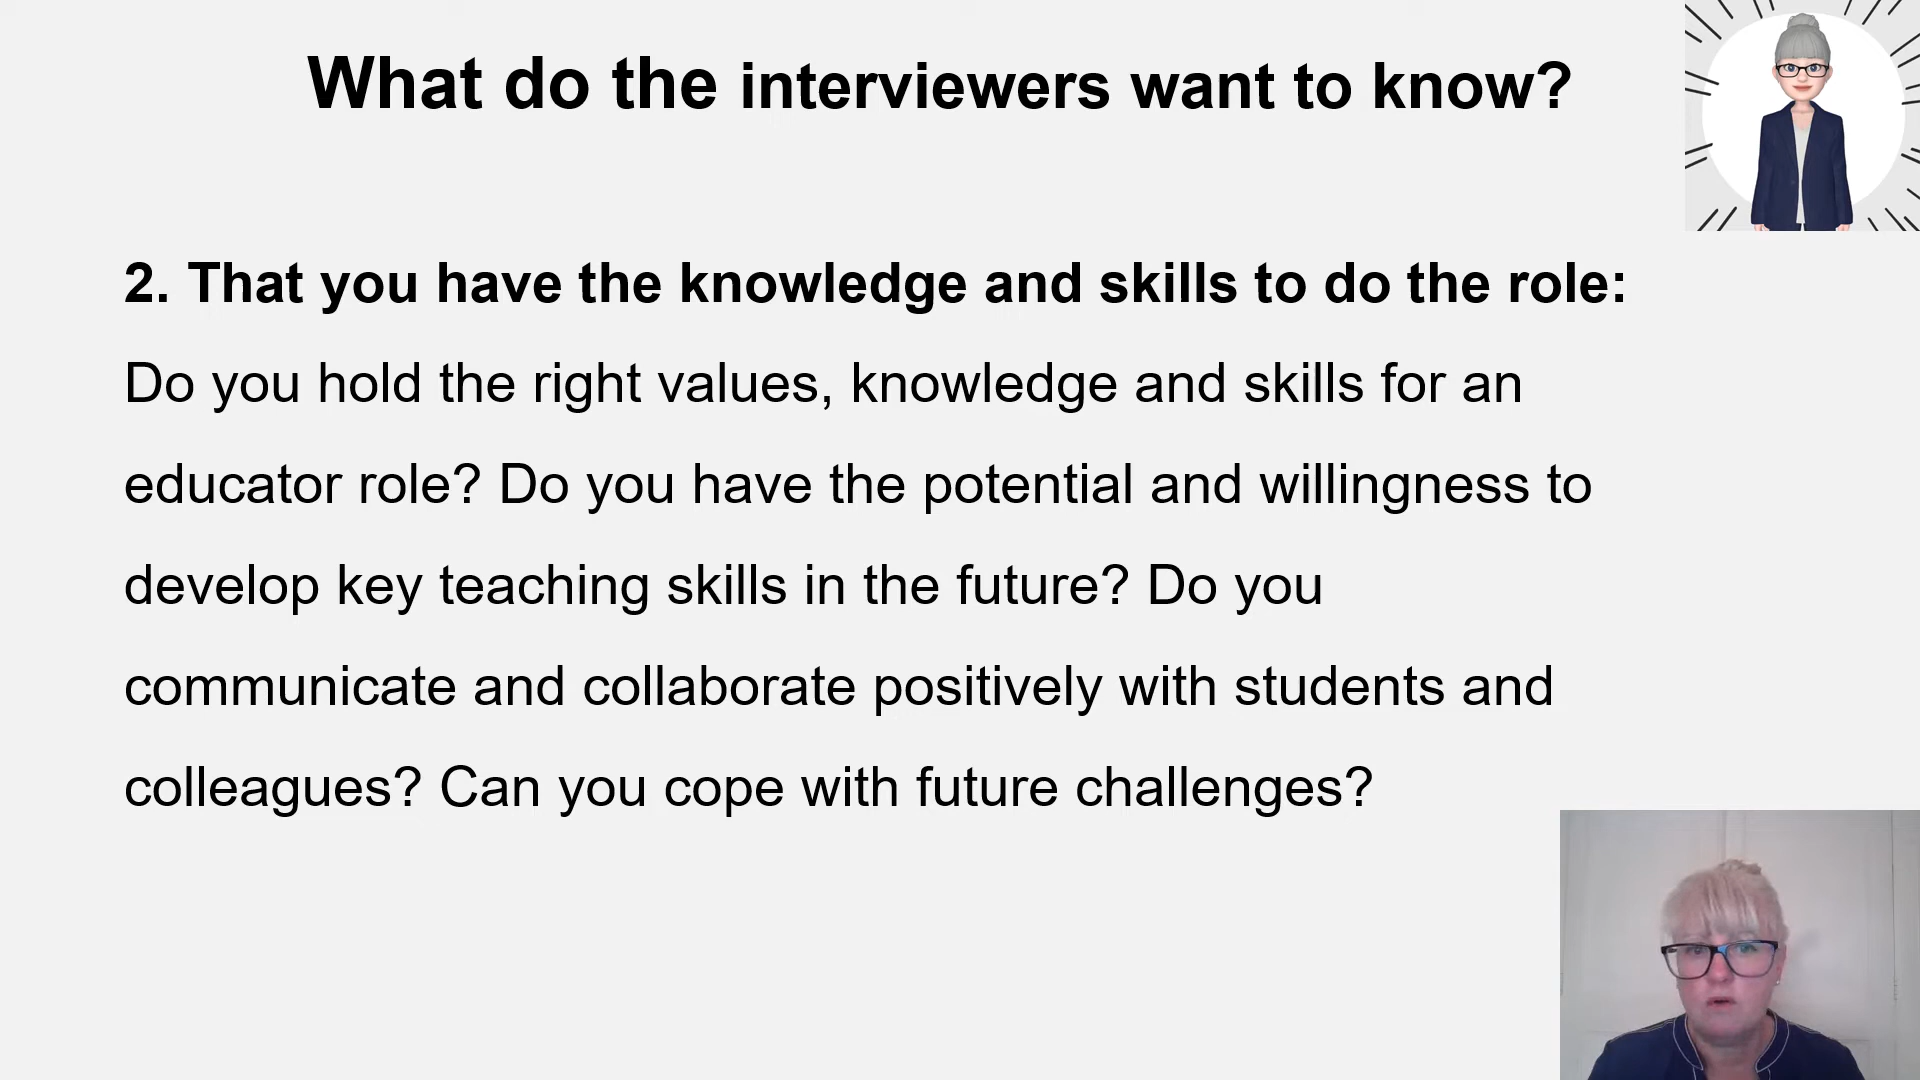 What do the interviewers want to know?
2. That you have the knowledge and skills to do the role:
Do you hold the right values, knowledge and skills for an
educator role? Do you have the potential and willingness to
develop key teaching skills in the future? Do you
communicate and collaborate positively with students and
colleagues? Can you cope with future challenges?